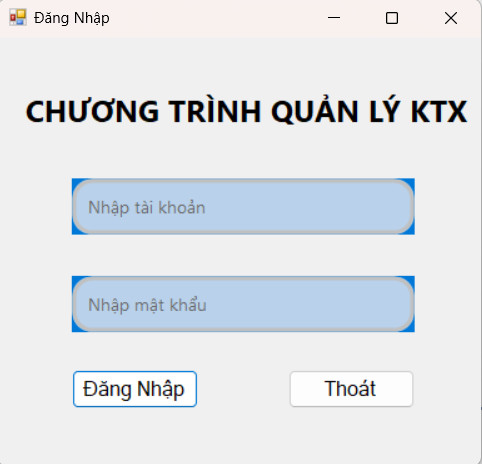 Đăng Nhập
CHƯƠNG TRÌNH QUẢN LÝ KTX
Nhập tài khoản
Nhập mật khẩu
Đăng Nhập
Thoát